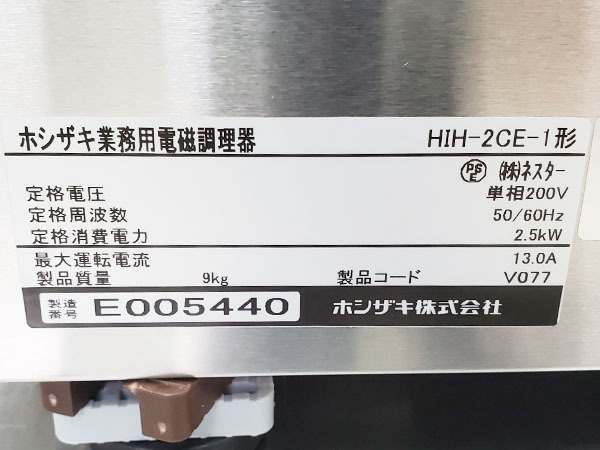 ホシザキ業務用電磁調理器 HIH-2CE-1形
PS E (株)ネスター
定格電圧 単相200V
定格周波数 50/60Hz
定格消費電力 2.5kW
最大運転電流 13.0A
製品質量 9kg 製品コード V077
製造番号 E005440 ホシザキ株式会社